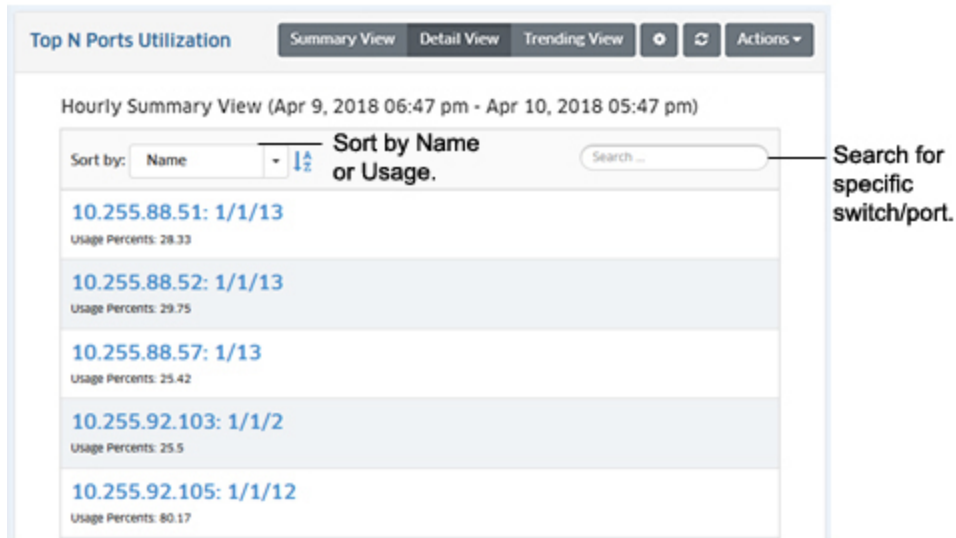 Top N Ports Utilization
Summary View Detail View Trending View Actions
Hourly Summary View (Apr 9, 2018 06:47 pm - Apr 10, 2018 05:47 pm)
Sort by: Name
Sort by Name
or Usage.
Search ...
Search for
specific
switch/port.
10.255.88.51: 1/1/13
Usage Percents: 28.33
10.255.88.52: 1/1/13
Usage Percents: 29.75
10.255.88.57: 1/13
Usage Percents: 25.42
10.255.92.103: 1/1/2
Usage Percents: 25.5
10.255.92.105: 1/1/12
Usage Percents: 80.17